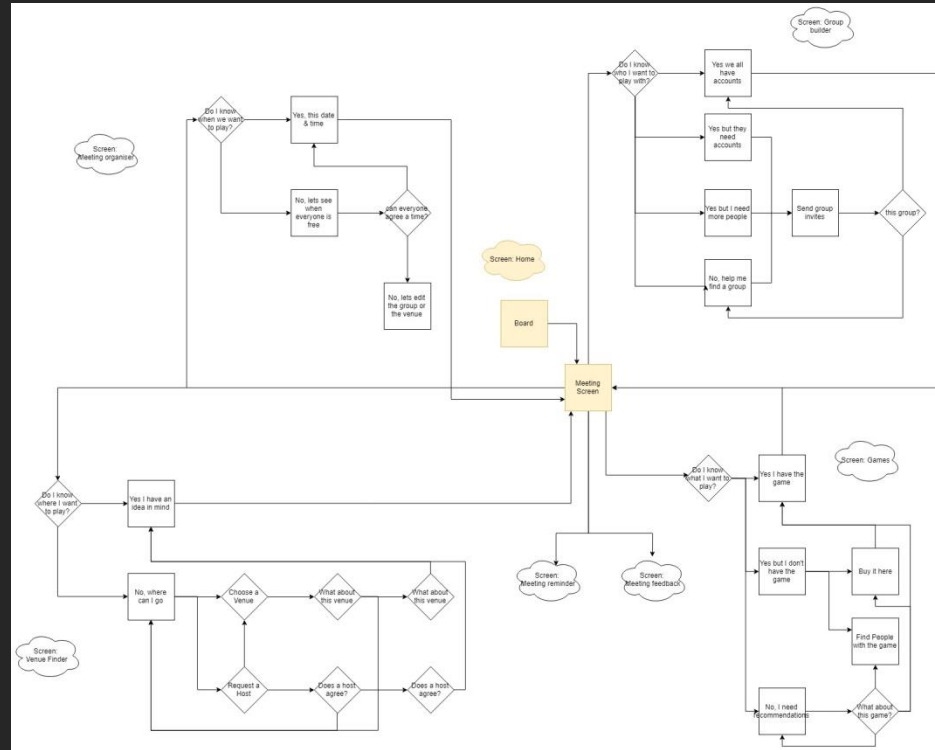 Screen: Group
builder
Do I know
who I want to
play with?
Yes we all
have
accounts
Do I know
when we want
to play?
Yes, this date
& time
Screen:
Meeting organiser
Yes but they
need
accounts
No, lets see
when
everyone is
free
can everyone
agree a time?
Yes but I need
more people
Send group
invites
this group?
Screen: Home
No, help me
find a group
No, lets edit
the group or
the venue
Board
Meeting
Screen
Do I know
what I want to
play?
Yes I have the
game
Screen: Games
Do I know
where I want
to play?
Yes I have an
idea in mind
Yes but I don't
have the
game
Buy it here
Screen:
Meeting reminder
Screen:
Meeting feedback
No, where
can I go
Choose a
Venue
What about
this venue
What about
this venue
Find People
with the game
Screen:
Venue Finder
Request a
Host
Does a host
agree?
Does a host
agree?
No, I need
recommendations
What about
this game?